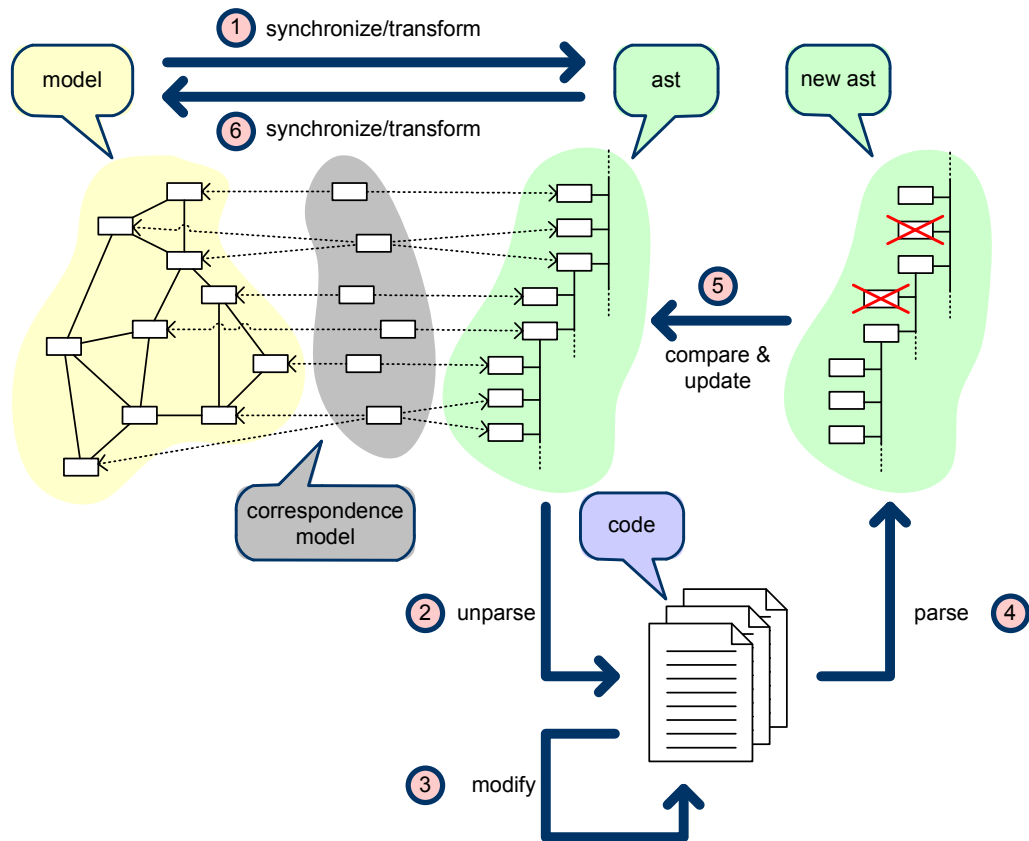 1 synchronize/transform
model
ast
new ast
6 synchronize/transform
5
compare &
update
correspondence
model
code
2 unparse
parse 4
3 modify